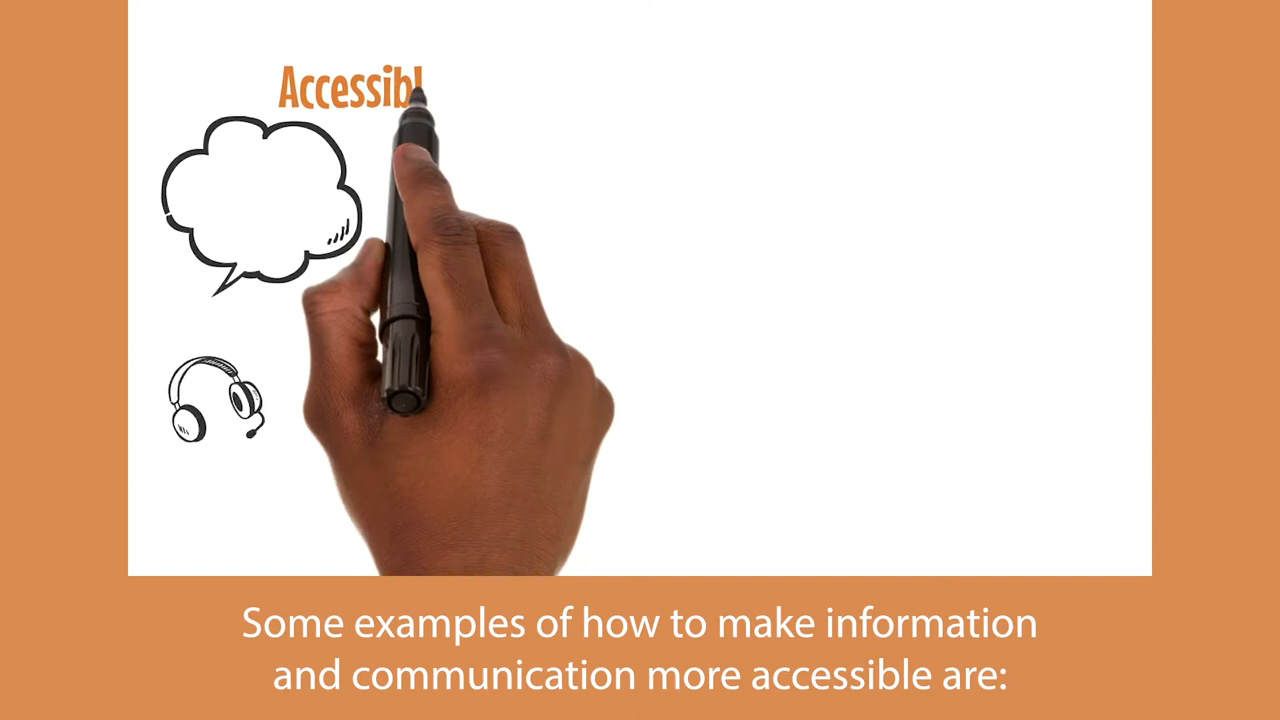 Accessibl
Some examples of how to make information
and communication more accessible are: